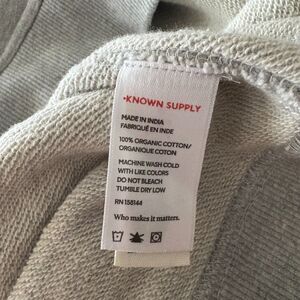 ·KNOWN SUPPLY
MADE IN INDIA
FABRIQUÉ EN INDE
100% ORGANIC COTTON/
ORGANIQUE COTON
MACHINE WASH COLD
WITH LIKE COLORS
DO NOT BLEACH
TUMBLE DRY LOW
RN 158144
Who makes it matters.